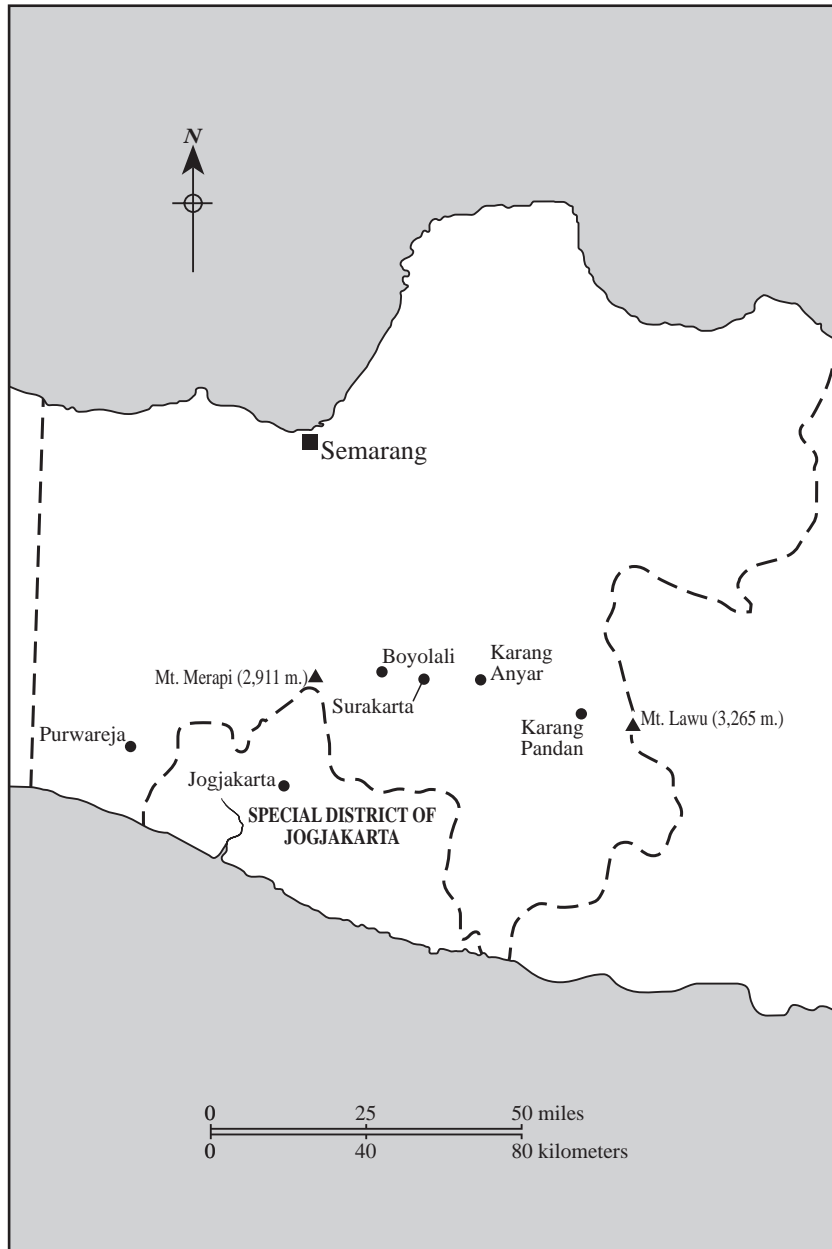 N
Semarang
Boyolali
Karang
Anyar
Mt. Merapi (2,911 m.)
Surakarta
Karang
Pandan
Mt. Lawu (3,265 m.)
Purwareja
Jogjakarta
SPECIAL DISTRICT OF
JOGJAKARTA
0 25 50 miles
0 40 80 kilometers